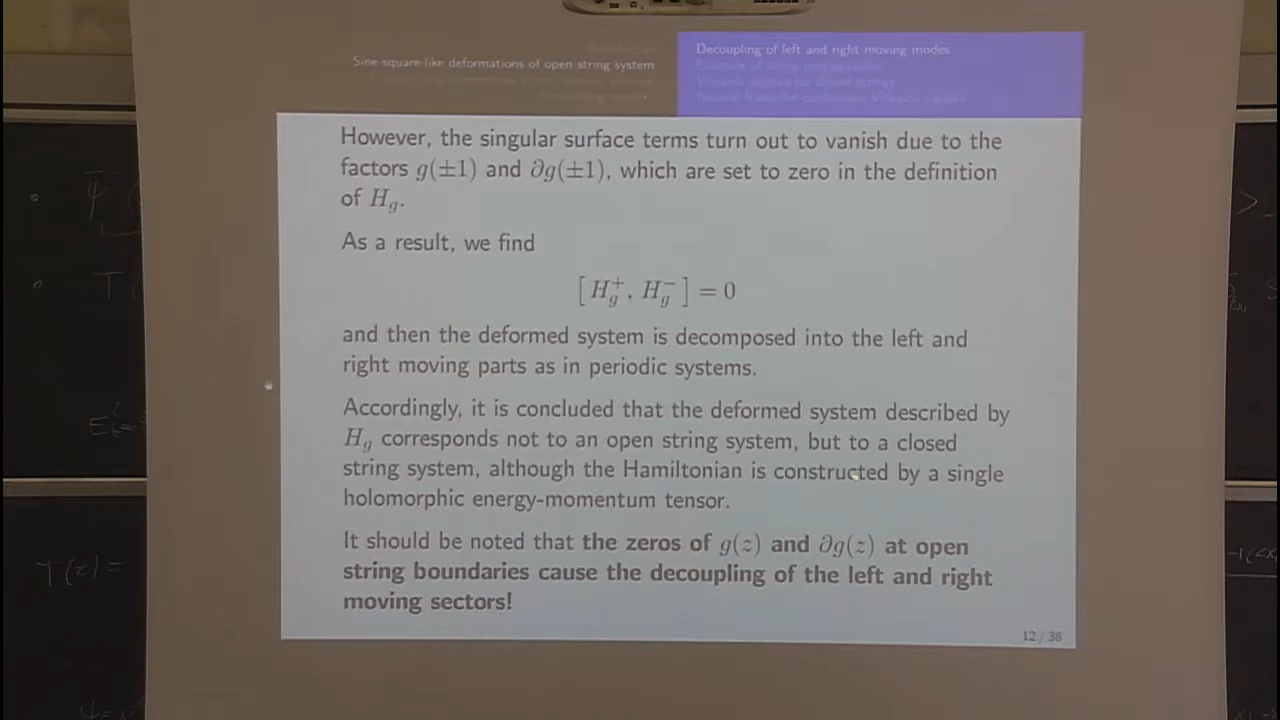 Sine-square-like deformations of open string system
Decoupling of left and right moving modes
However, the singular surface terms turn out to vanish due to the
factors g(±1) and ∂g(±1), which are set to zero in the definition
of H_g.
As a result, we find
[ H_g^+, H_g^- ] = 0
and then the deformed system is decomposed into the left and
right moving parts as in periodic systems.
Accordingly, it is concluded that the deformed system described by
H_g corresponds not to an open string system, but to a closed
string system, although the Hamiltonian is constructed by a single
holomorphic energy-momentum tensor.
It should be noted that the zeros of g(z) and ∂g(z) at open
string boundaries cause the decoupling of the left and right
moving sectors!
12 / 38
T(z) =